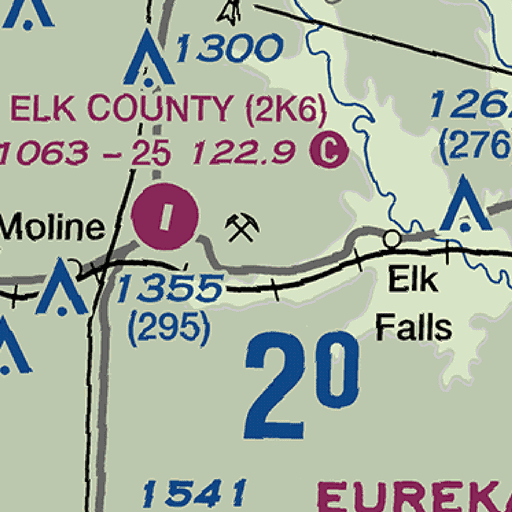 1300
ELK COUNTY (2K6)
1063 – 25 122.9 C
126
(276
Moline
1355
(295)
Elk
Falls
20
1541
EUREKA